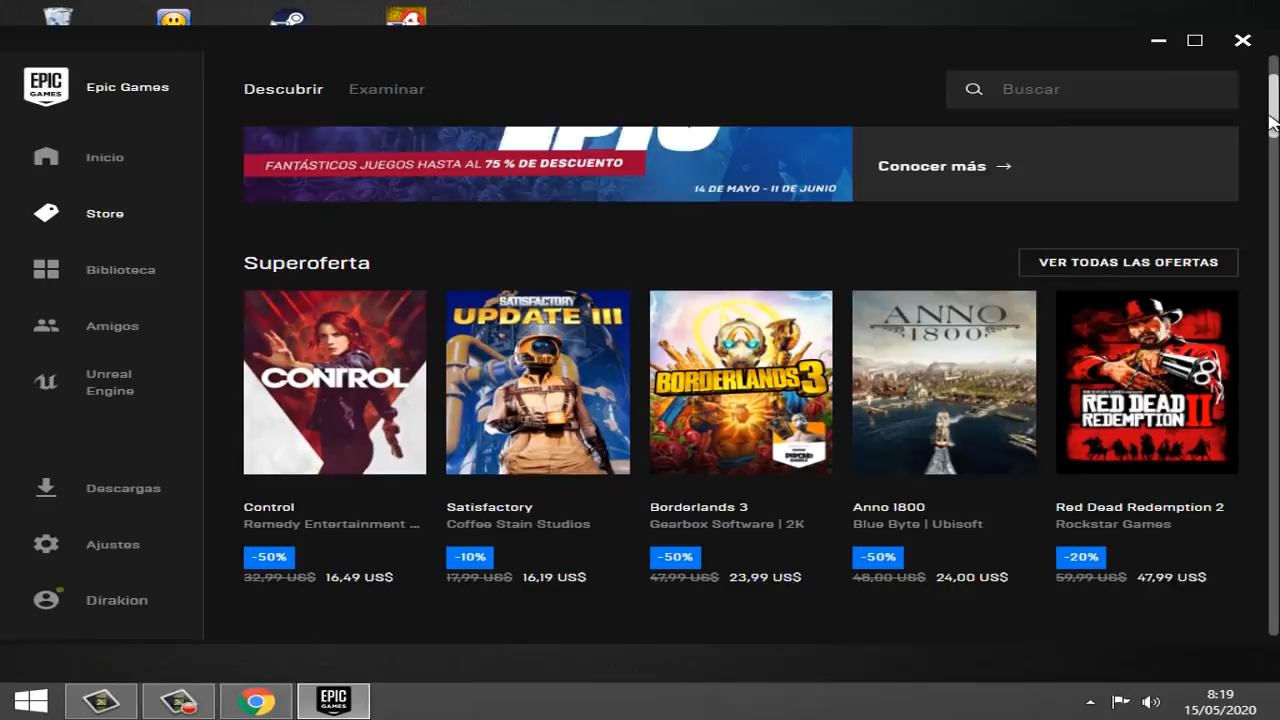 EPIC
GAMES
Epic Games
Inicio
Store
Biblioteca
Amigos
Unreal
Engine
Descargas
Ajustes
Dirakion
Descubrir
Examinar
Buscar
EPIC
FANTÁSTICOS JUEGOS HASTA AL 75 % DE DESCUENTO
14 DE MAYO - 11 DE JUNIO
Conocer más →
Superoferta
VER TODAS LAS OFERTAS
CONTROL
SATISFACTORY
UPDATE III
BORDERLANDS 3
ANNO
1800
RED DEAD
REDEMPTION II
Control
Remedy Entertainment ...
-50%
32,99 US$ 16,49 US$
Satisfactory
Coffee Stain Studios
-10%
17,99 US$ 16,19 US$
Borderlands 3
Gearbox Software | 2K
-50%
47,99 US$ 23,99 US$
Anno 1800
Blue Byte | Ubisoft
-50%
48,00 US$ 24,00 US$
Red Dead Redemption 2
Rockstar Games
-20%
59,99 US$ 47,99 US$
EPIC
GAMES
8:19
15/05/2020